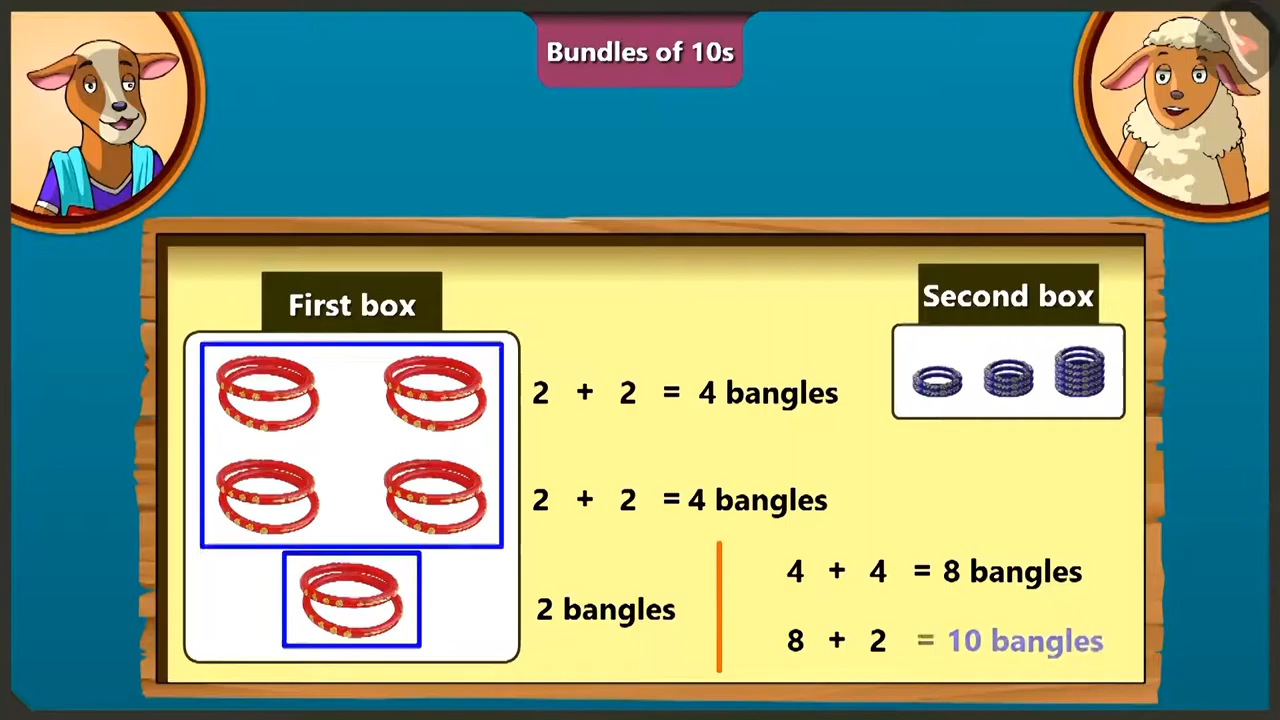 Bundles of 10s
First box
Second box
2 + 2 = 4 bangles
2 + 2 = 4 bangles
2 bangles
4 + 4 = 8 bangles
8 + 2 = 10 bangles